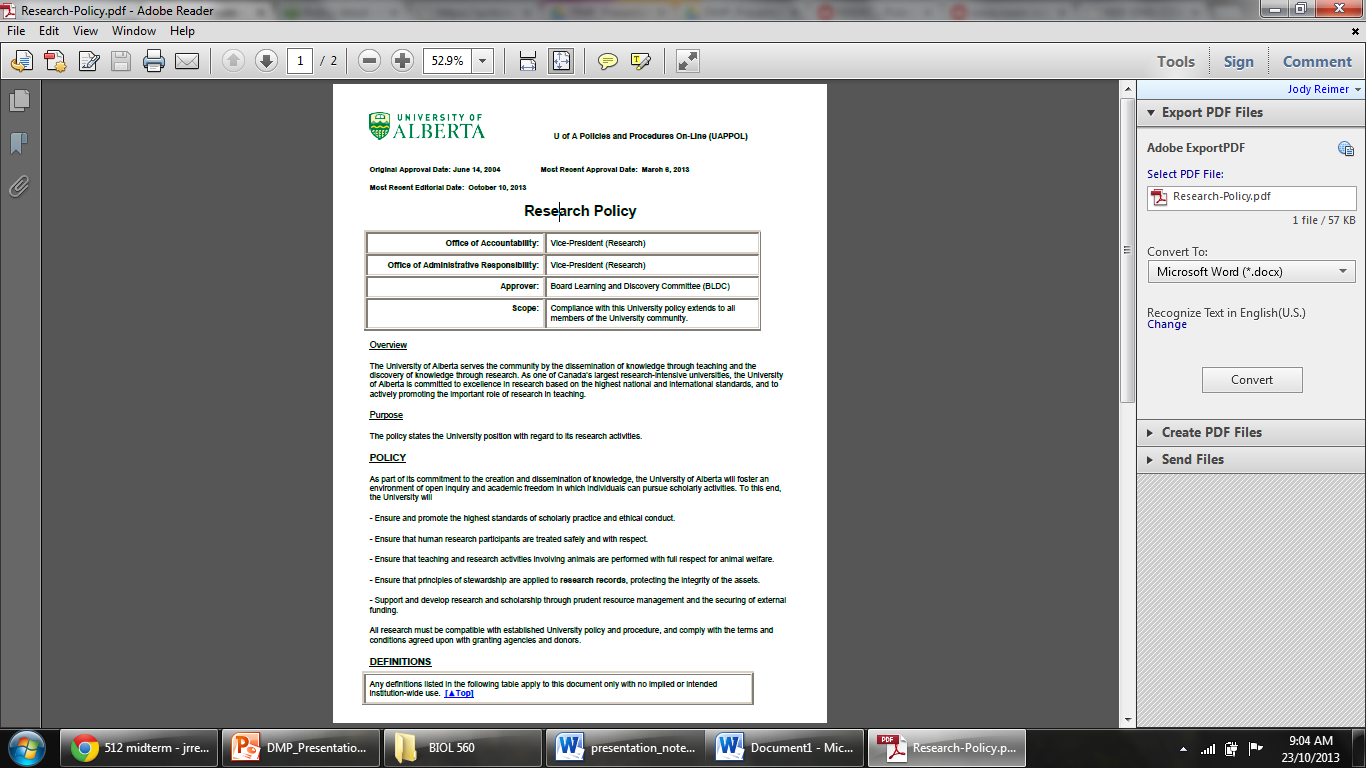 Research-Policy.pdf - Adobe Reader
File Edit View Window Help
1 / 2 52.9% Tools Sign Comment
Jody Reimer
Export PDF Files
Adobe ExportPDF
Select PDF File:
Research-Policy.pdf
1 file / 57 KB
Convert To:
Microsoft Word (*.docx)
Recognize Text in English(U.S.)
Change
Convert
Create PDF Files
Send Files
UNIVERSITY OF
ALBERTA
U of A Policies and Procedures On-Line (UAPPOL)
Original Approval Date: June 14, 2004 Most Recent Approval Date: March 6, 2013
Most Recent Editorial Date: October 10, 2013
Research Policy
Office of Accountability: Vice-President (Research)
Office of Administrative Responsibility: Vice-President (Research)
Approver: Board Learning and Discovery Committee (BLDC)
Scope: Compliance with this University policy extends to all
members of the University community.
Overview
The University of Alberta serves the community by the dissemination of knowledge through teaching and the
discovery of knowledge through research. As one of Canada's largest research-intensive universities, the University
of Alberta is committed to excellence in research based on the highest national and international standards, and to
actively promoting the important role of research in teaching.
Purpose
The policy states the University position with regard to its research activities.
POLICY
As part of its commitment to the creation and dissemination of knowledge, the University of Alberta will foster an
environment of open inquiry and academic freedom in which individuals can pursue scholarly activities. To this end,
the University will
- Ensure and promote the highest standards of scholarly practice and ethical conduct.
- Ensure that human research participants are treated safely and with respect.
- Ensure that teaching and research activities involving animals are performed with full respect for animal welfare.
- Ensure that principles of stewardship are applied to research records, protecting the integrity of the assets.
- Support and develop research and scholarship through prudent resource management and the securing of external
funding.
All research must be compatible with established University policy and procedure, and comply with the terms and
conditions agreed upon with granting agencies and donors.
DEFINITIONS
Any definitions listed in the following table apply to this document only with no implied or intended
institution-wide use. [▲Top]
512 midterm - jrre... DMP_Presentatio... BIOL 560 presentation_note... Document1 - Mic... Research-Policy.p...
9:04 AM
23/10/2013